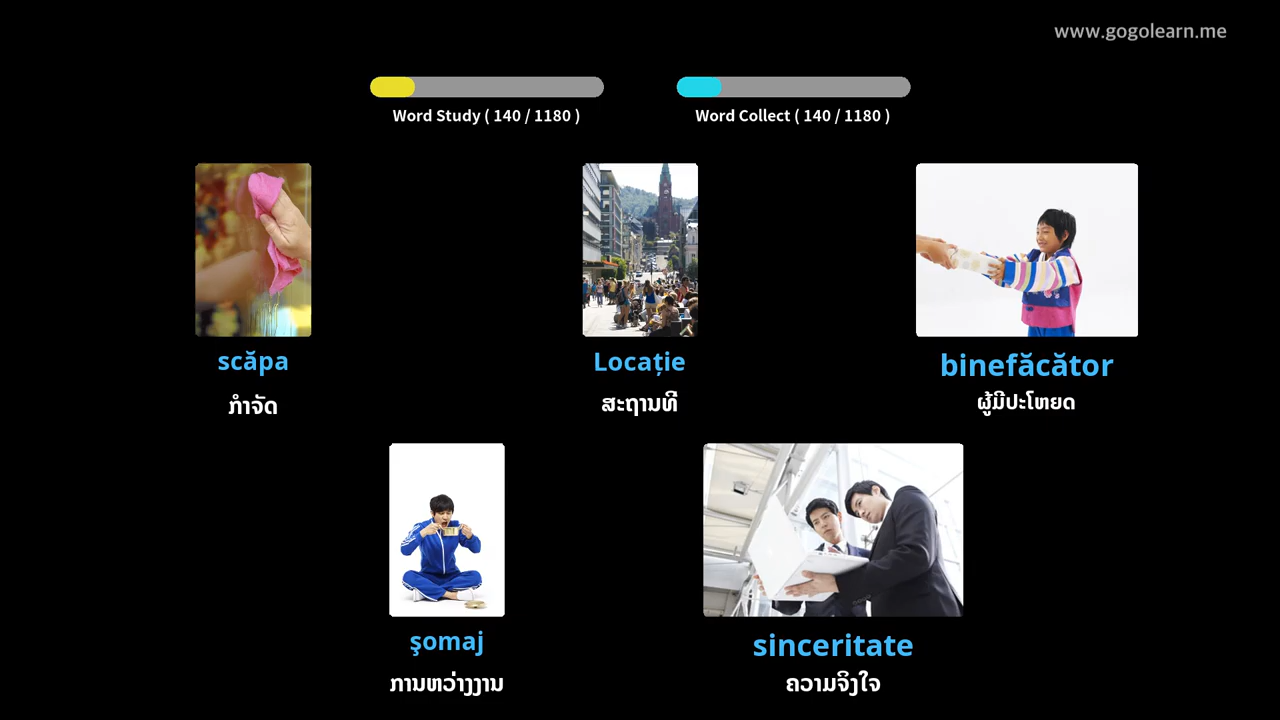 www.gogolearn.me
Word Study ( 140 / 1180 )
Word Collect ( 140 / 1180 )
scăpa
ກຳຈັດ
Locație
ສະຖານທີ
binefăcător
ຜູ້ມີປະໂຫຍດ
şomaj
ການຫວ່າງງານ
sinceritate
ຄວາມຈິງໃຈ